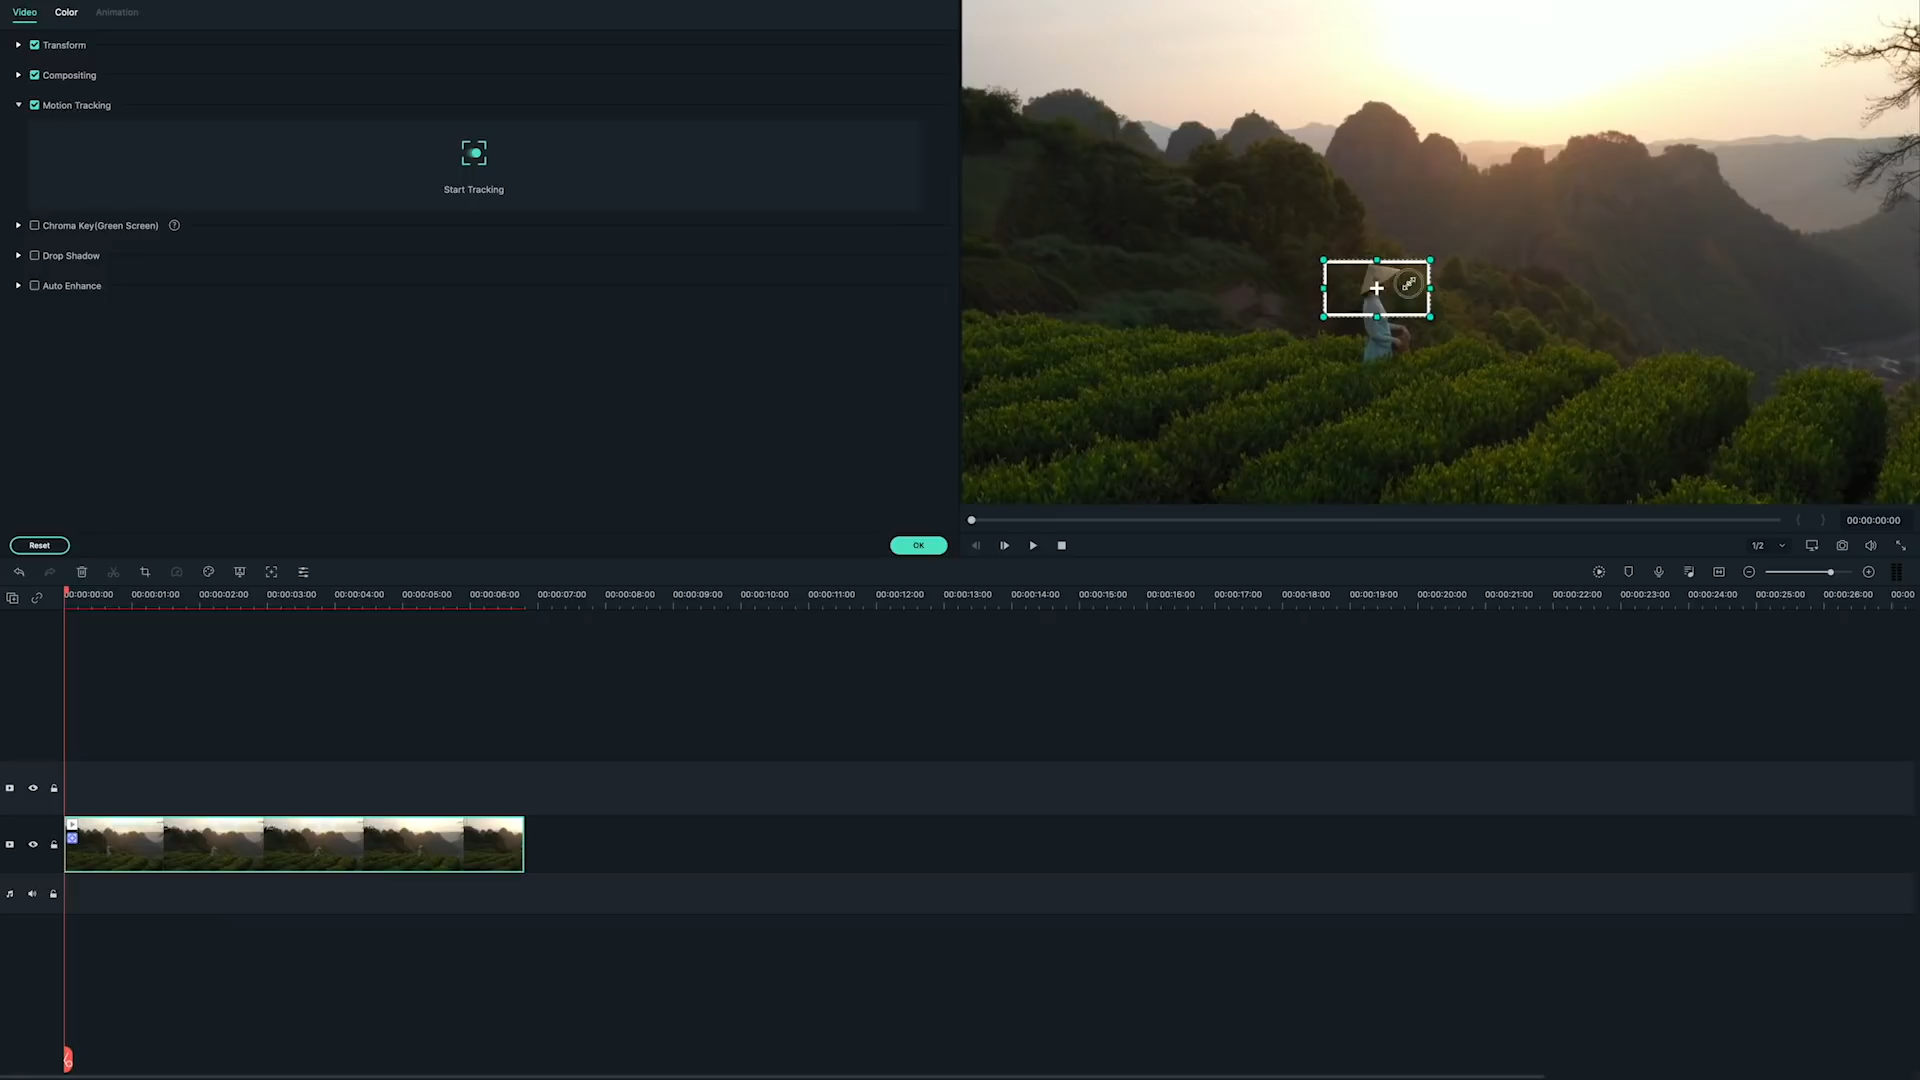 Video Color Animation
Transform
Compositing
Motion Tracking
Start Tracking
Chroma Key(Green Screen) ?
Drop Shadow
Auto Enhance
Reset OK
00:00:00:00
1/2
00:00:00:00 00:00:01:00 00:00:02:00 00:00:03:00 00:00:04:00 00:00:05:00 00:00:06:00 00:00:07:00 00:00:08:00 00:00:09:00 00:00:10:00 00:00:11:00 00:00:12:00 00:00:13:00 00:00:14:00 00:00:15:00 00:00:16:00 00:00:17:00 00:00:18:00 00:00:19:00 00:00:20:00 00:00:21:00 00:00:22:00 00:00:23:00 00:00:24:00 00:00:25:00 00:00:26:00 00:00